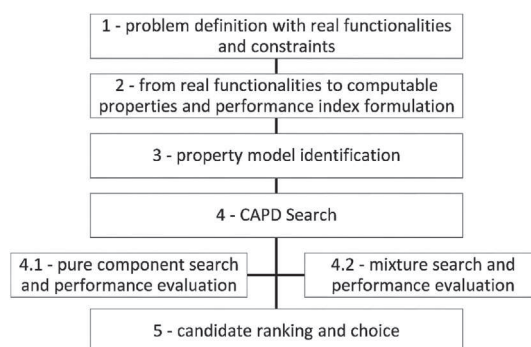 1 - problem definition with real functionalities
and constraints
2 - from real functionalities to computable
properties and performance index formulation
3 - property model identification
4 - CAPD Search
4.1 - pure component search
and performance evaluation
4.2 - mixture search and
performance evaluation
5 - candidate ranking and choice